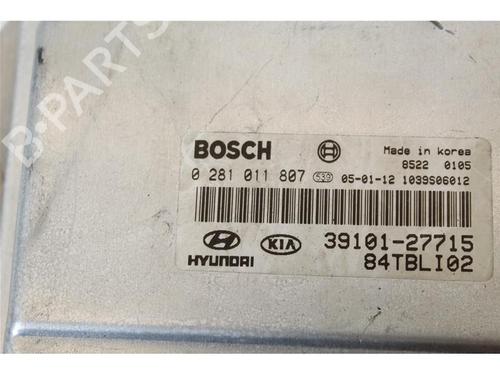 BOSCH Made in korea
8522 0105
0 281 011 807 539 05-01-12 1039S06012
HYUNDAI KIA 39101-27715
84TBLI02
B-PARTS